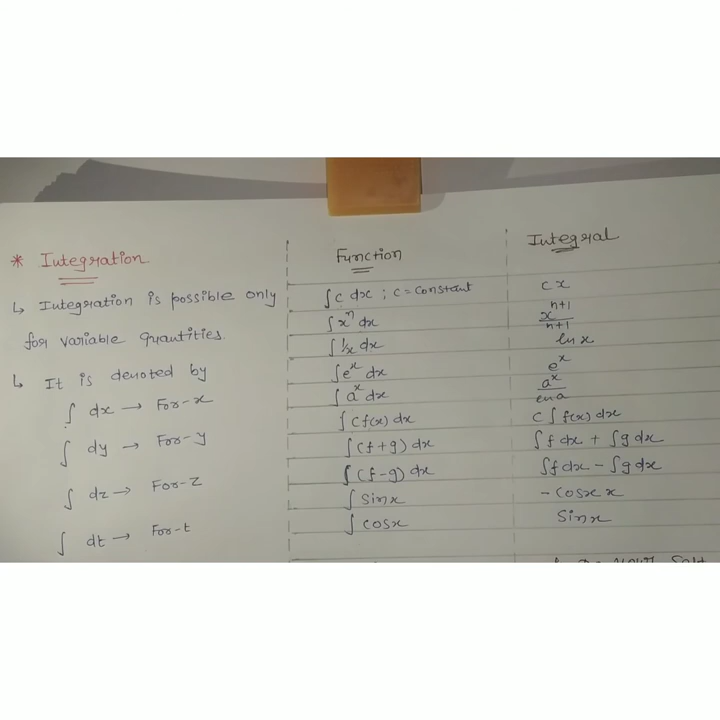 * Integration
↳ Integration is possible only
for variable quantities.
↳ It is denoted by
∫ dx → For-x
∫ dy → For-y
∫ dz → For-z
∫ dt → For-t
Function Integral
∫c dx ; c = constant cx
∫xⁿ dx xⁿ⁺¹/n+1
∫1/x dx ln x
∫eˣ dx eˣ
∫aˣ dx aˣ/ln a
∫cf(x) dx c∫f(x) dx
∫(f+g) dx ∫f dx + ∫g dx
∫(f-g) dx ∫f dx - ∫g dx
∫sinx -cosx x
∫cosx Sinx